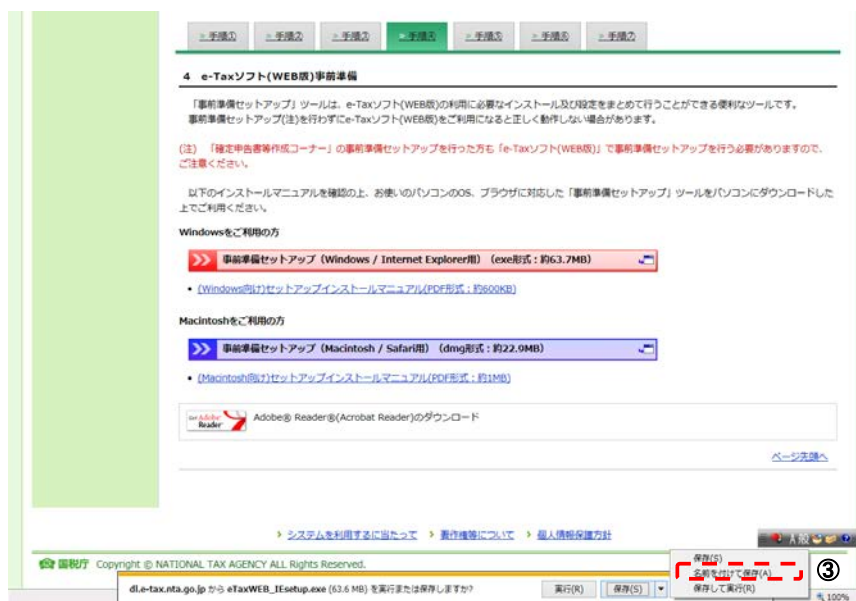 > 手順① > 手順② > 手順③ > 手順④ > 手順⑤ > 手順⑥ > 手順⑦
4 e-Taxソフト(WEB版)事前準備
「事前準備セットアップ」ツールは、e-Taxソフト(WEB版)の利用に必要なインストール及び設定をまとめて行うことができる便利なツールです。
事前準備セットアップ(注)を行わずにe-Taxソフト(WEB版)をご利用になると正しく動作しない場合があります。
(注) 「確定申告書等作成コーナー」の事前準備セットアップを行った方も「e-Taxソフト(WEB版)」で事前準備セットアップを行う必要がありますので、
ご注意ください。
以下のインストールマニュアルを確認の上、お使いのパソコンのOS、ブラウザに対応した「事前準備セットアップ」ツールをパソコンにダウンロードした
上でご利用ください。
Windowsをご利用の方
事前準備セットアップ(Windows / Internet Explorer用)(exe形式:約63.7MB)
• (Windows向け)セットアップインストールマニュアル(PDF形式:約600KB)
Macintoshをご利用の方
事前準備セットアップ(Macintosh / Safari用)(dmg形式:約22.9MB)
• (Macintosh向け)セットアップインストールマニュアル(PDF形式:約1MB)
Get Adobe Reader
Adobe® Reader®(Acrobat Reader)のダウンロード
ページ先頭へ
> システムを利用するに当たって > 著作権等について > 個人情報保護方針
A 般
国税庁 Copyright © NATIONAL TAX AGENCY ALL Rights Reserved.
保存(S)
名前を付けて保存(A)
保存して実行(R)
③
dl.e-tax.nta.go.jp から eTaxWEB_IEsetup.exe (63.6 MB) を実行または保存しますか?
実行(R) 保存(S)
100%